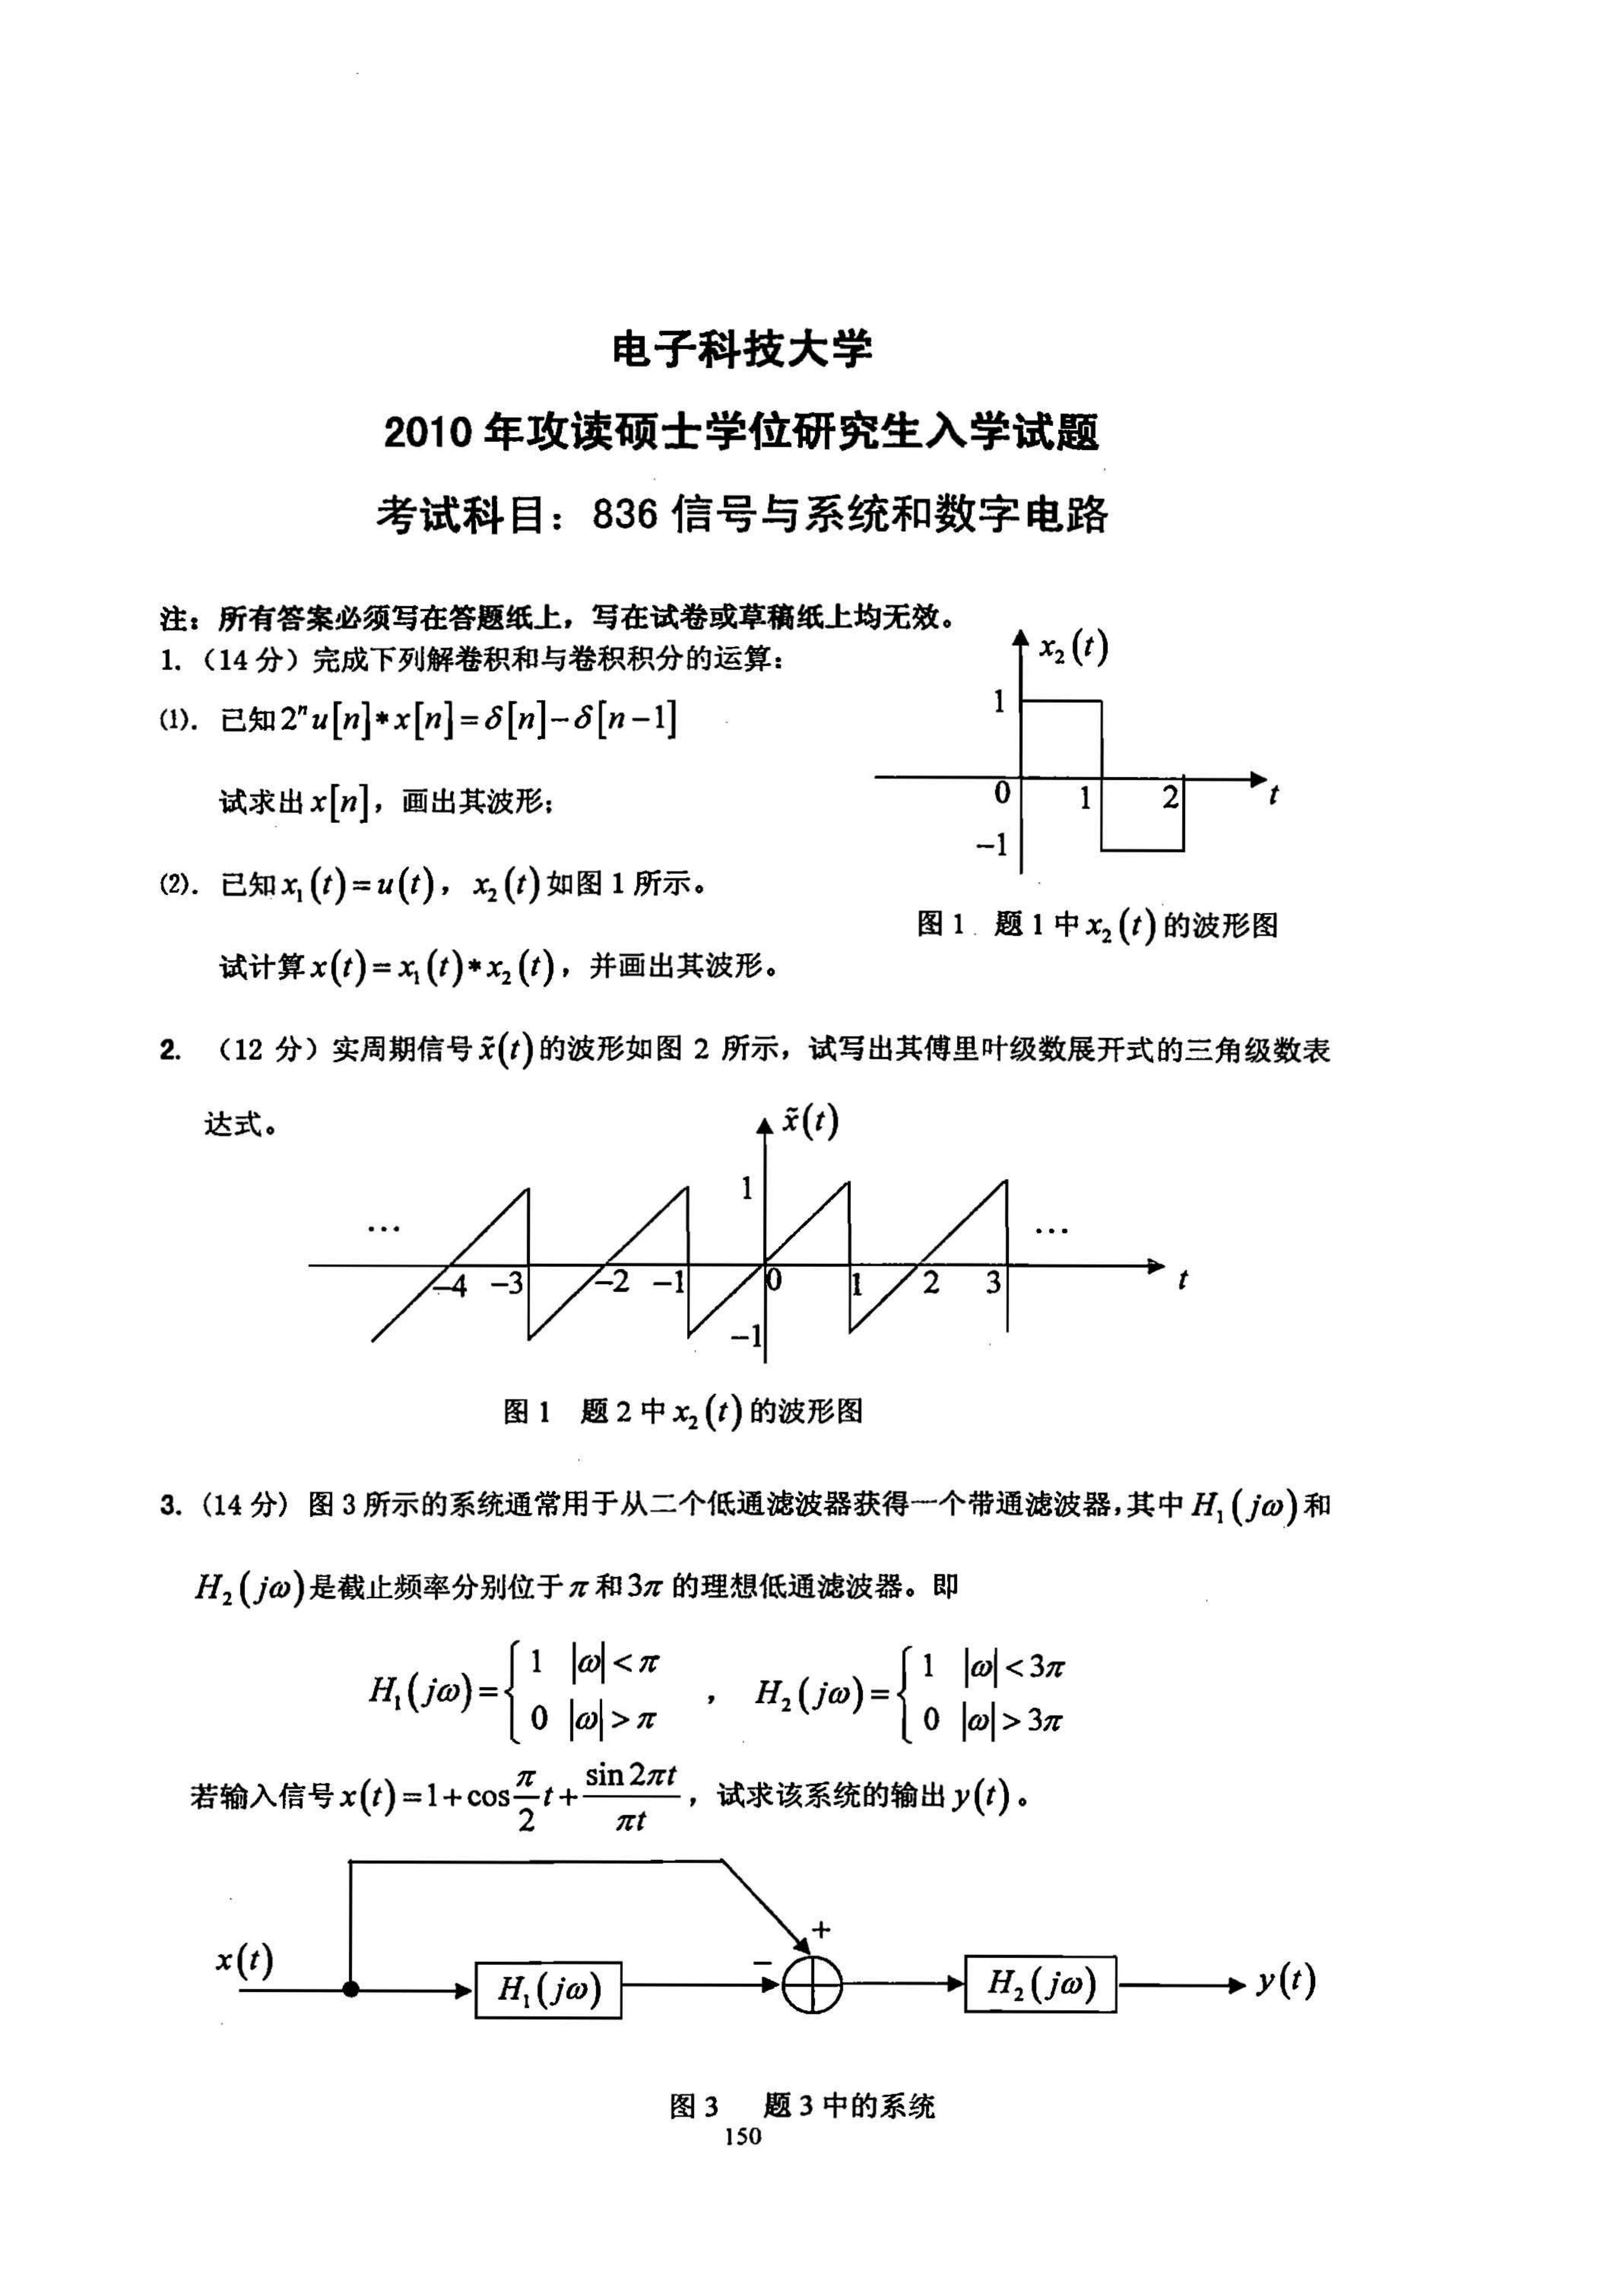 电子科技大学
2010 年攻读硕士学位研究生入学试题
考试科目：836 信号与系统和数字电路
注：所有答案必须写在答题纸上，写在试卷或草稿纸上均无效。
1.（14 分）完成下列解卷积和与卷积积分的运算：
⑴. 已知 2ⁿu[n]*x[n]=δ[n]−δ[n−1]
试求出 x[n]，画出其波形；
⑵. 已知 x₁(t)=u(t)，x₂(t) 如图 1 所示。
试计算 x(t)=x₁(t)*x₂(t)，并画出其波形。
x₂(t)
1
0 1 2 t
−1
图 1 . 题 1 中 x₂(t) 的波形图
2. （12 分）实周期信号 x̃(t) 的波形如图 2 所示，试写出其傅里叶级数展开式的三角级数表
达式。
x̃(t)
1
... ...
−4 −3 −2 −1 0 1 2 3 t
−1
图 1 题 2 中 x₂(t) 的波形图
3. (14 分) 图 3 所示的系统通常用于从二个低通滤波器获得一个带通滤波器，其中 H₁(jω) 和
H₂(jω) 是截止频率分别位于 π 和 3π 的理想低通滤波器。即
H₁(jω)={ 1 |ω|<π 0 |ω|>π ， H₂(jω)={ 1 |ω|<3π 0 |ω|>3π
若输入信号 x(t)=1+cos π/2 t+ sin2πt/πt，试求该系统的输出 y(t)。
+
x(t) H₁(jω) − H₂(jω) y(t)
图 3 题 3 中的系统
150